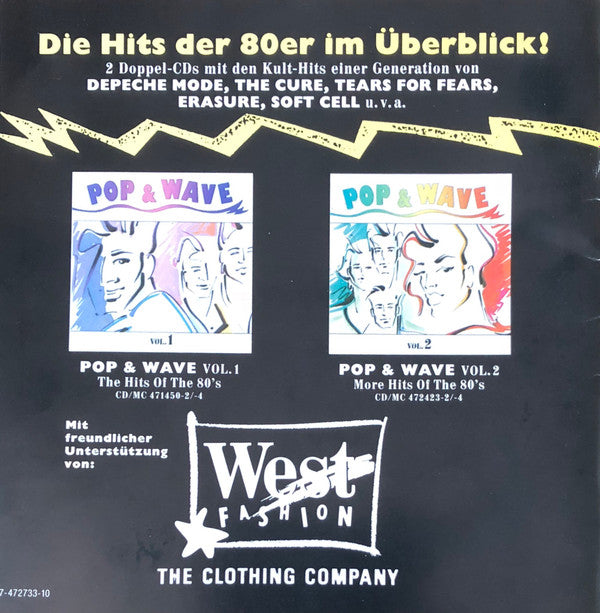 Die Hits der 80er im Überblick!
2 Doppel-CDs mit den Kult-Hits einer Generation von
DEPECHE MODE, THE CURE, TEARS FOR FEARS,
ERASURE, SOFT CELL u.v.a.
POP & WAVE
VOL.1
POP & WAVE
VOL.2
POP & WAVE VOL.1
The Hits Of The 80's
CD/MC 471450-2/-4
POP & WAVE VOL.2
More Hits Of The 80's
CD/MC 472423-2/-4
Mit
freundlicher
Unterstützung
von:
West
FASHION
THE CLOTHING COMPANY
7-472733-10